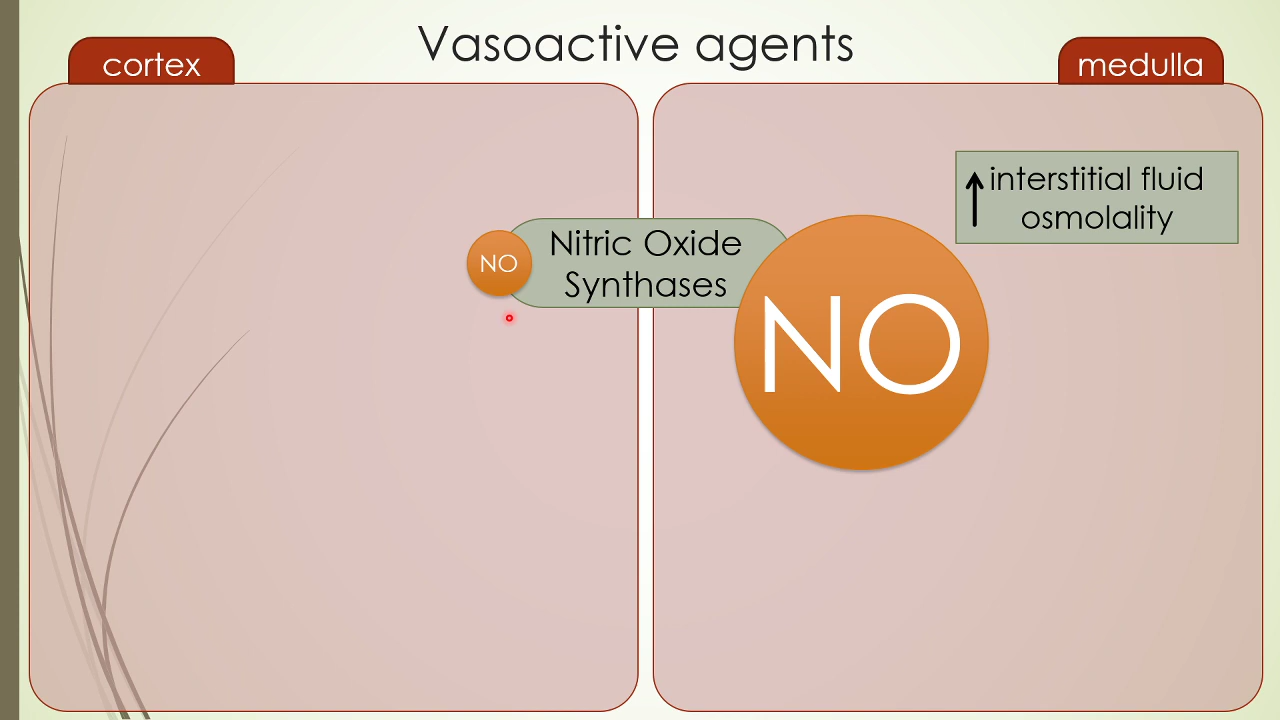 Vasoactive agents
cortex
medulla
interstitial fluid
osmolality
Nitric Oxide
Synthases
NO
NO